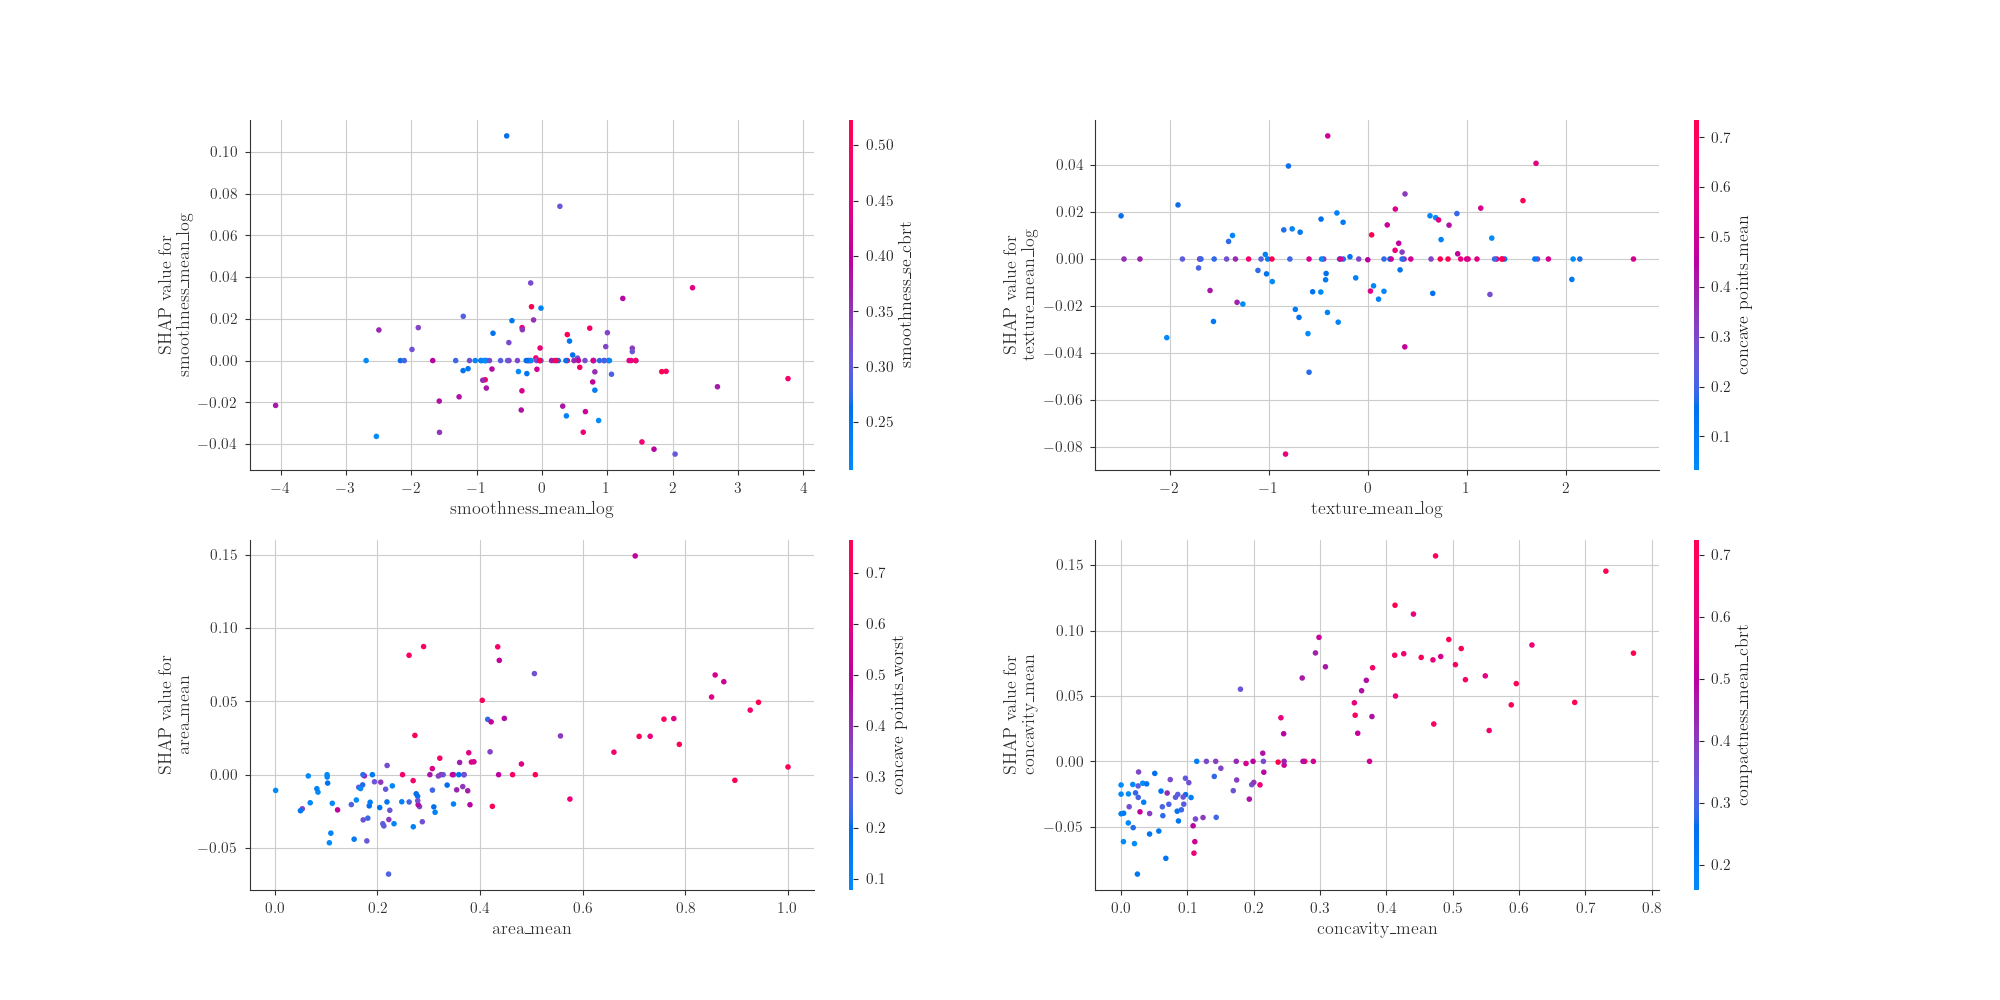 0.10
0.08
0.06
0.04
0.02
0.00
−0.02
−0.04
SHAP value for
smoothness_mean_log
−4 −3 −2 −1 0 1 2 3 4
smoothness_mean_log
0.50
0.45
0.40
0.35
0.30
0.25
smoothness_se_cbrt
0.04
0.02
0.00
−0.02
−0.04
−0.06
−0.08
SHAP value for
texture_mean_log
−2 −1 0 1 2
texture_mean_log
0.7
0.6
0.5
0.4
0.3
0.2
0.1
concave points_mean
0.15
0.10
0.05
0.00
−0.05
SHAP value for
area_mean
0.0 0.2 0.4 0.6 0.8 1.0
area_mean
0.7
0.6
0.5
0.4
0.3
0.2
0.1
concave points_worst
0.15
0.10
0.05
0.00
−0.05
SHAP value for
concavity_mean
0.0 0.1 0.2 0.3 0.4 0.5 0.6 0.7 0.8
concavity_mean
0.7
0.6
0.5
0.4
0.3
0.2
compactness_mean_cbrt